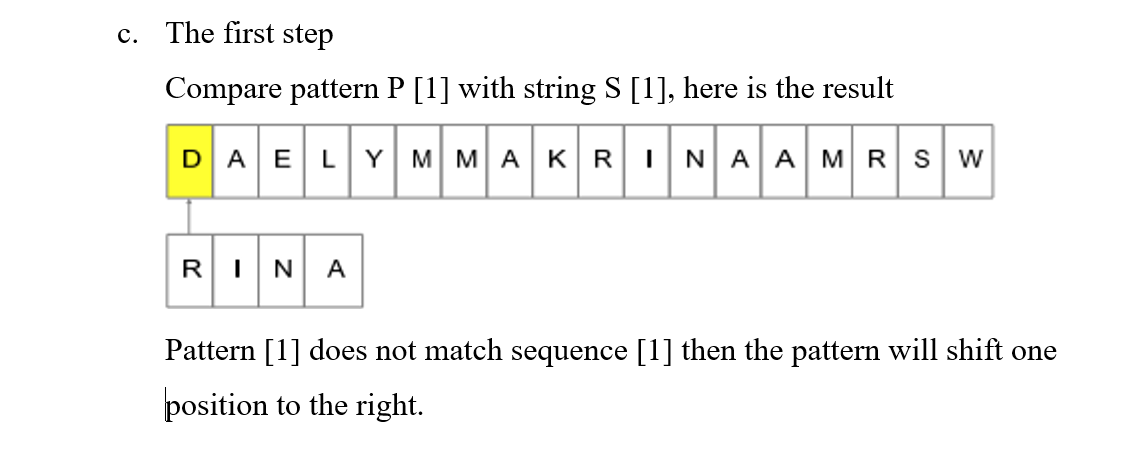 c. The first step
Compare pattern P [1] with string S [1], here is the result
D A E L Y M M A K R I N A A M R S W
R I N A
Pattern [1] does not match sequence [1] then the pattern will shift one
position to the right.